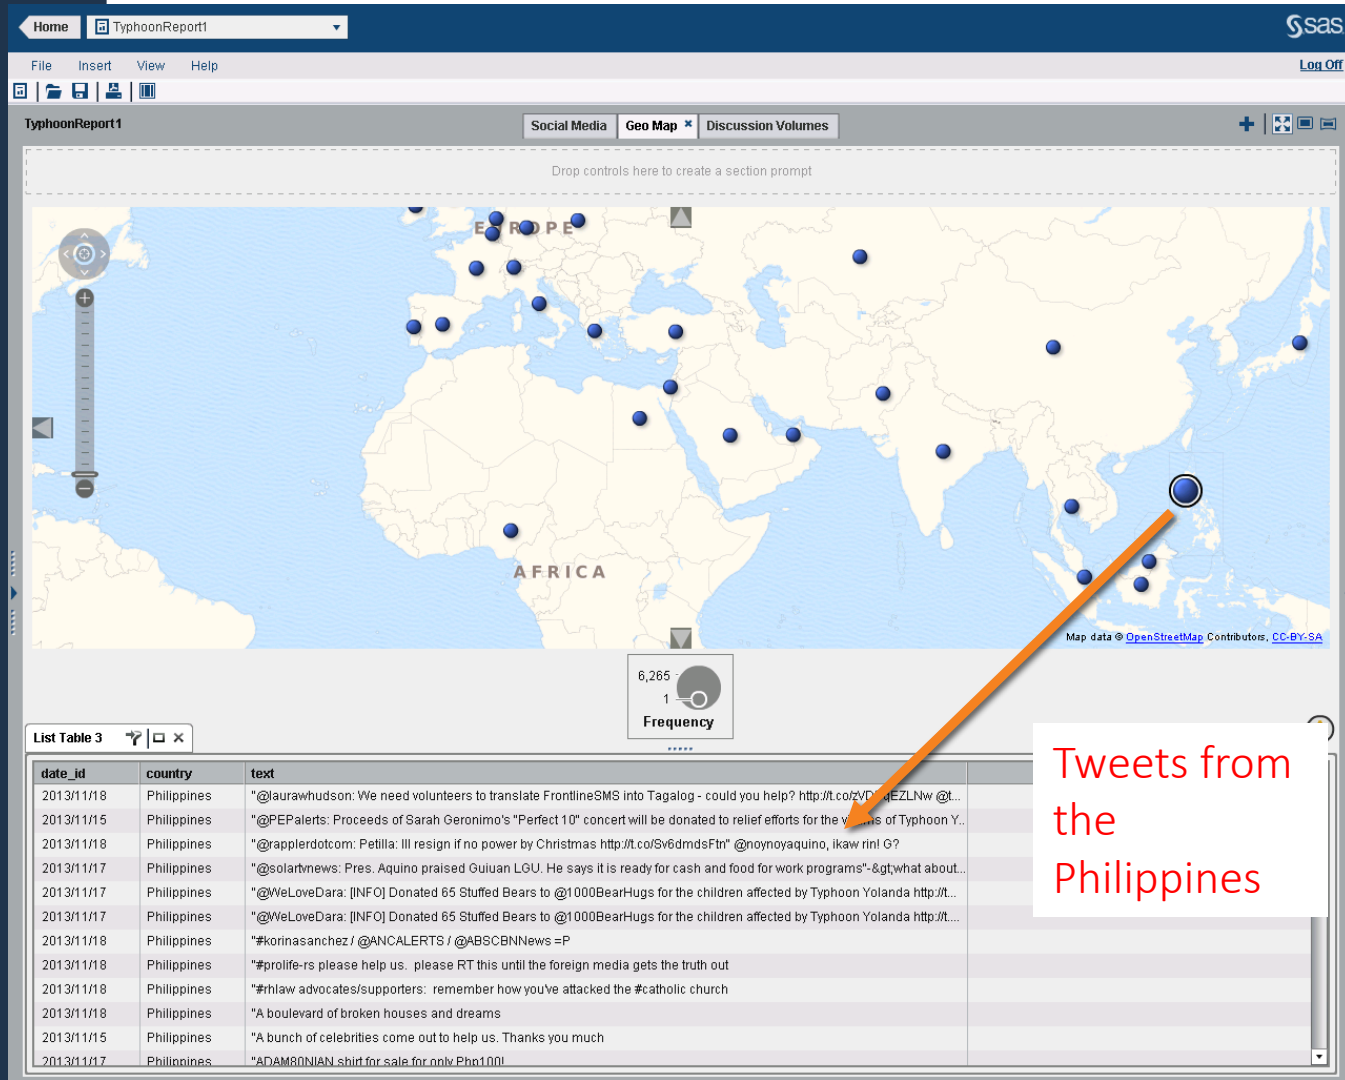 Home TyphoonReport1
sas
File Insert View Help Log Off
TyphoonReport1 Social Media Geo Map Discussion Volumes
Drop controls here to create a section prompt
EUROPE
AFRICA
Map data © OpenStreetMap Contributors, CC-BY-SA
6,265
1
Frequency
List Table 3
Tweets from
the
Philippines
date_id country text
2013/11/18 Philippines "@laurawhudson: We need volunteers to translate FrontlineSMS into Tagalog - could you help? @t...
2013/11/15 Philippines "@PEPalerts: Proceeds of Sarah Geronimo's "Perfect 10" concert will be donated to relief efforts for the victims of Typhoon Y..
2013/11/18 Philippines "@rapplerdotcom: Petilla: Ill resign if no power by Christmas http://t.co/Sv6dmdsFtn" @noynoyaquino, ikaw rin! G?
2013/11/17 Philippines "@solartvnews: Pres. Aquino praised Guiuan LGU. He says it is ready for cash and food for work programs"-&gt;what about...
2013/11/17 Philippines "@WeLoveDara: [INFO] Donated 65 Stuffed Bears to @1000BearHugs for the children affected by Typhoon Yolanda http://t...
2013/11/17 Philippines "@WeLoveDara: [INFO] Donated 65 Stuffed Bears to @1000BearHugs for the children affected by Typhoon Yolanda http://t....
2013/11/18 Philippines "#korinasanchez / @ANCALERTS / @ABSCBNNews =P
2013/11/18 Philippines "#prolife-rs please help us. please RT this until the foreign media gets the truth out
2013/11/18 Philippines "#rhlaw advocates/supporters: remember how you've attacked the #catholic church
2013/11/18 Philippines "A boulevard of broken houses and dreams
2013/11/15 Philippines "A bunch of celebrities come out to help us. Thanks you much
2013/11/17 Philippines "ADAM80NIAN shirt for sale for only Php100!